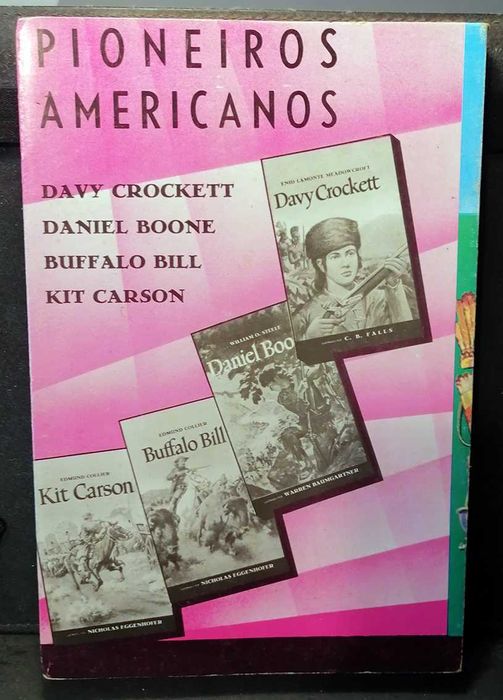 PIONEIROS
AMERICANOS
DAVY CROCKETT
DANIEL BOONE
BUFFALO BILL
KIT CARSON
ENID LAMONTE MEADOWCROFT
Davy Crockett
C. B. FALLS
WILLIAM O. STEELE
Daniel Boo
WARREN BAUMGARTNER
EDMUND COLLIER
Buffalo Bill
NICHOLAS EGGENHOFER
EDMUND COLLIER
Kit Carson
NICHOLAS EGGENHOFER